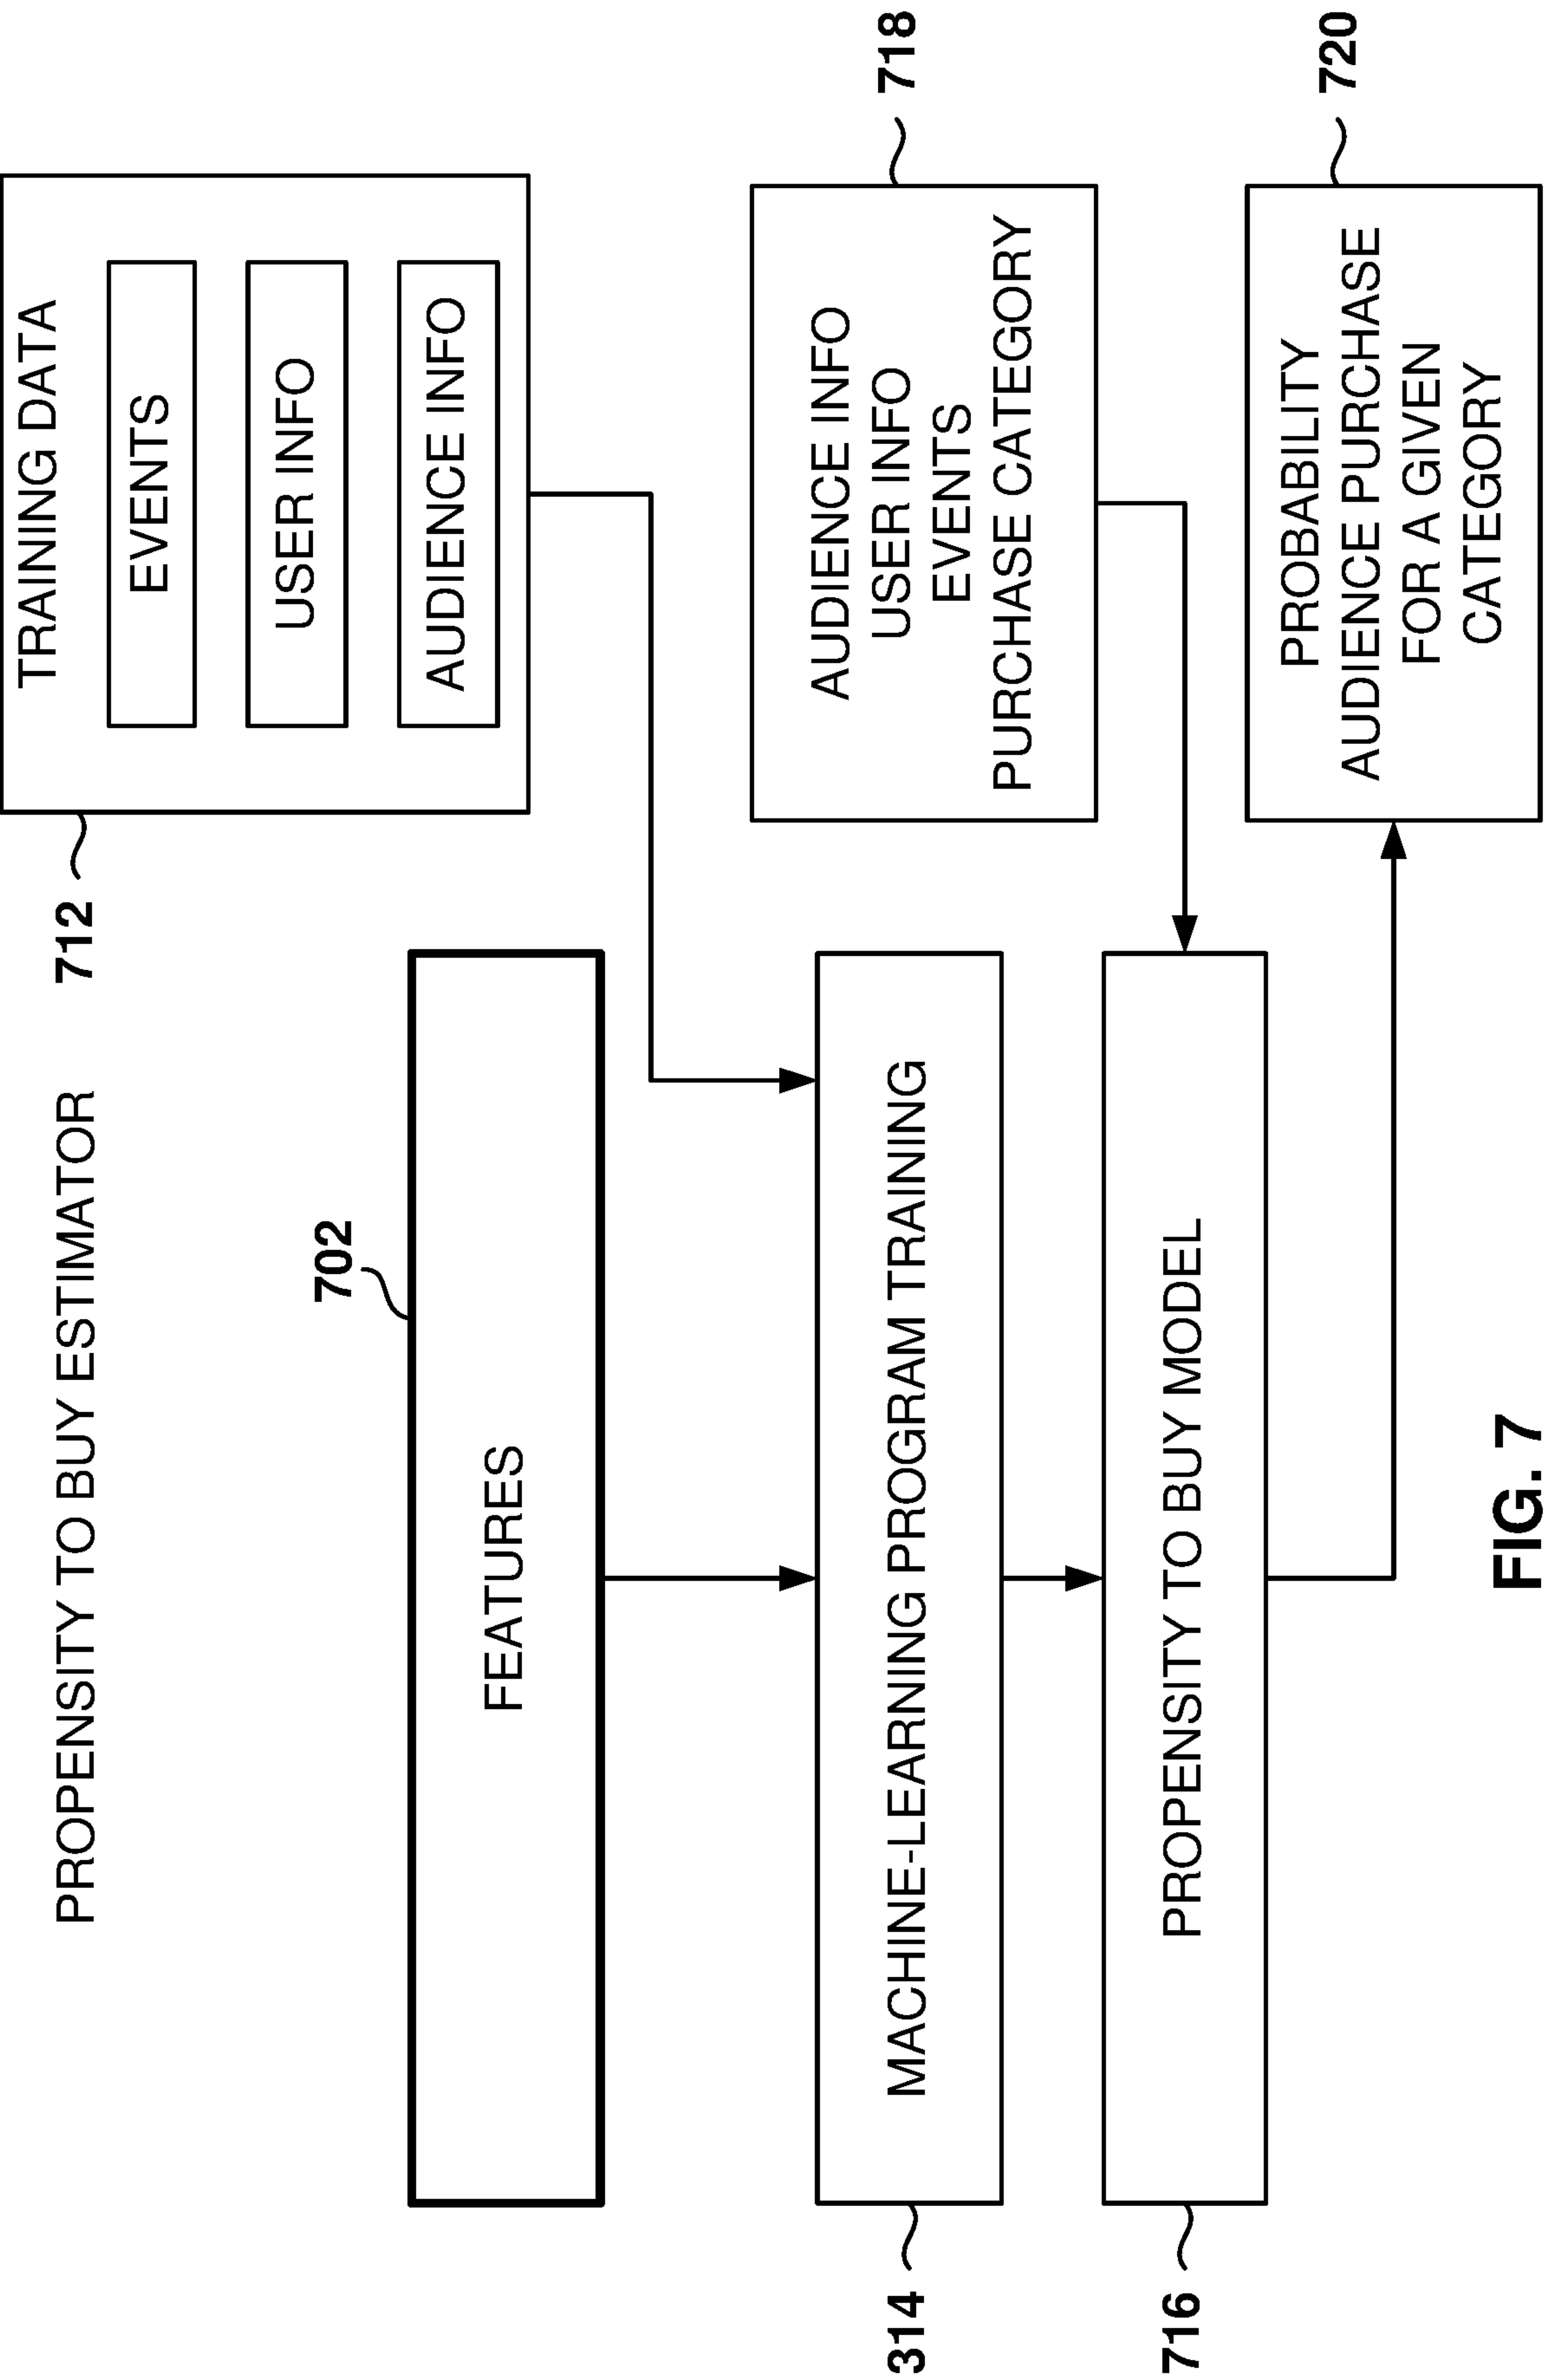 PROPENSITY TO BUY ESTIMATOR
712
TRAINING DATA
EVENTS
USER INFO
AUDIENCE INFO
702
FEATURES
314
MACHINE-LEARNING PROGRAM TRAINING
718
AUDIENCE INFO
USER INFO
EVENTS
PURCHASE CATEGORY
716
PROPENSITY TO BUY MODEL
720
PROBABILITY
AUDIENCE PURCHASE
FOR A GIVEN
CATEGORY
FIG. 7